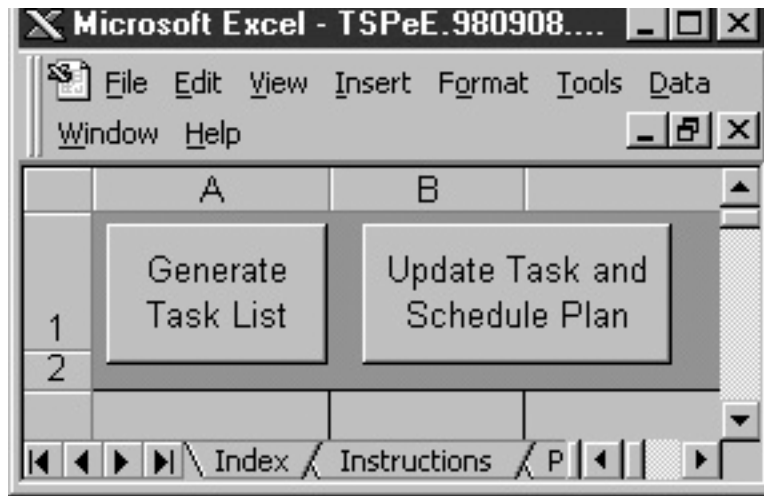 Microsoft Excel - TSPeE.980908....
File Edit View Insert Format Tools Data
Window Help
A B
Generate Task List
Update Task and Schedule Plan
1
2
Index Instructions P